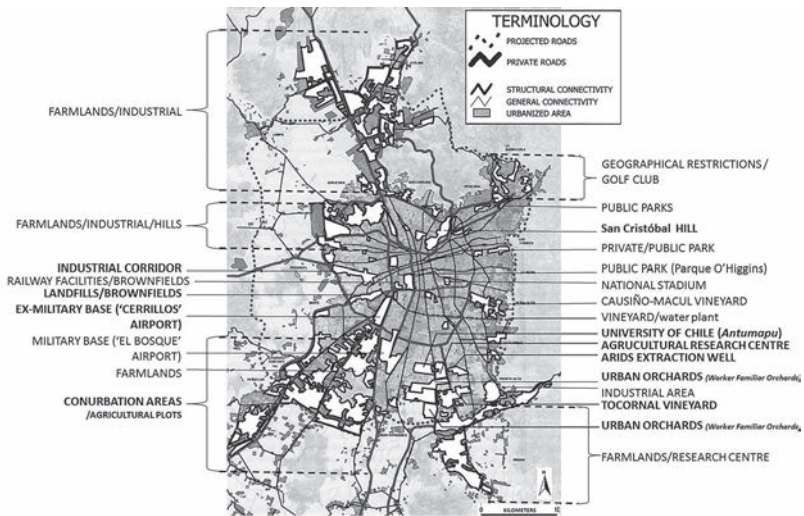 TERMINOLOGY
PROJECTED ROADS
PRIVATE ROADS
STRUCTURAL CONNECTIVITY
GENERAL CONNECTIVITY
URBANIZED AREA
FARMLANDS/INDUSTRIAL
FARMLANDS/INDUSTRIAL/HILLS
INDUSTRIAL CORRIDOR
RAILWAY FACILITIES/BROWNFIELDS
LANDFILLS/BROWNFIELDS
EX-MILITARY BASE ('CERRILLOS'
AIRPORT)
MILITARY BASE ('EL BOSQUE'
AIRPORT)
FARMLANDS
CONURBATION AREAS
/AGRICULTURAL PLOTS
GEOGRAPHICAL RESTRICTIONS/
GOLF CLUB
PUBLIC PARKS
San Cristóbal HILL
PRIVATE/PUBLIC PARK
PUBLIC PARK (Parque O'Higgins)
NATIONAL STADIUM
CAUSIÑO-MACUL VINEYARD
VINEYARD/water plant
UNIVERSITY OF CHILE (Antumapu)
AGRUCULTURAL RESEARCH CENTRE
ARIDS EXTRACTION WELL
URBAN ORCHARDS (Worker Familiar Orchards)
INDUSTRIAL AREA
TOCORNAL VINEYARD
URBAN ORCHARDS (Worker Familiar Orchards)
FARMLANDS/RESEARCH CENTRE
N
0 KILOMETERS 10